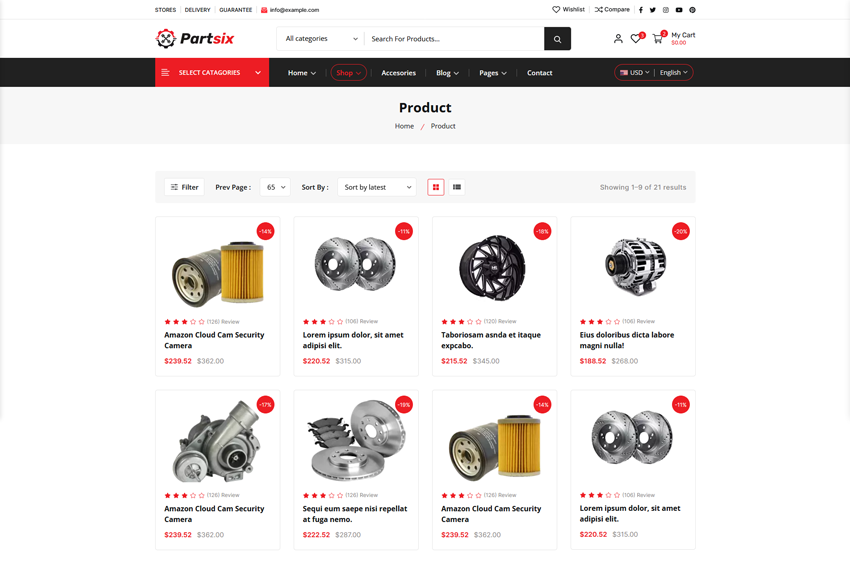 STORES DELIVERY GUARANTEE info@example.com Wishlist Compare
Partsix All categories Search For Products... 3 2 My Cart
$0.00
SELECT CATAGORIES Home Shop Accesories Blog Pages Contact USD English
Product
Home / Product
Filter Prev Page : 65 Sort By : Sort by latest Showing 1–9 of 21 results
-14% -11% -18% -20%
(126) Review (106) Review (120) Review (106) Review
Amazon Cloud Cam Security Camera
Lorem ipsum dolor, sit amet adipisi elit.
Taboriosam asnda et itaque expcabo.
Eius doloribus dicta labore magni nulla!
$239.52 $362.00 $220.52 $315.00 $215.52 $345.00 $188.52 $268.00
-17% -19% -14% -11%
(126) Review (126) Review (126) Review (106) Review
Amazon Cloud Cam Security Camera
Sequi eum saepe nisi repellat at fuga nemo.
Amazon Cloud Cam Security Camera
Lorem ipsum dolor, sit amet adipisi elit.
$239.52 $362.00 $222.52 $287.00 $239.52 $362.00 $220.52 $315.00